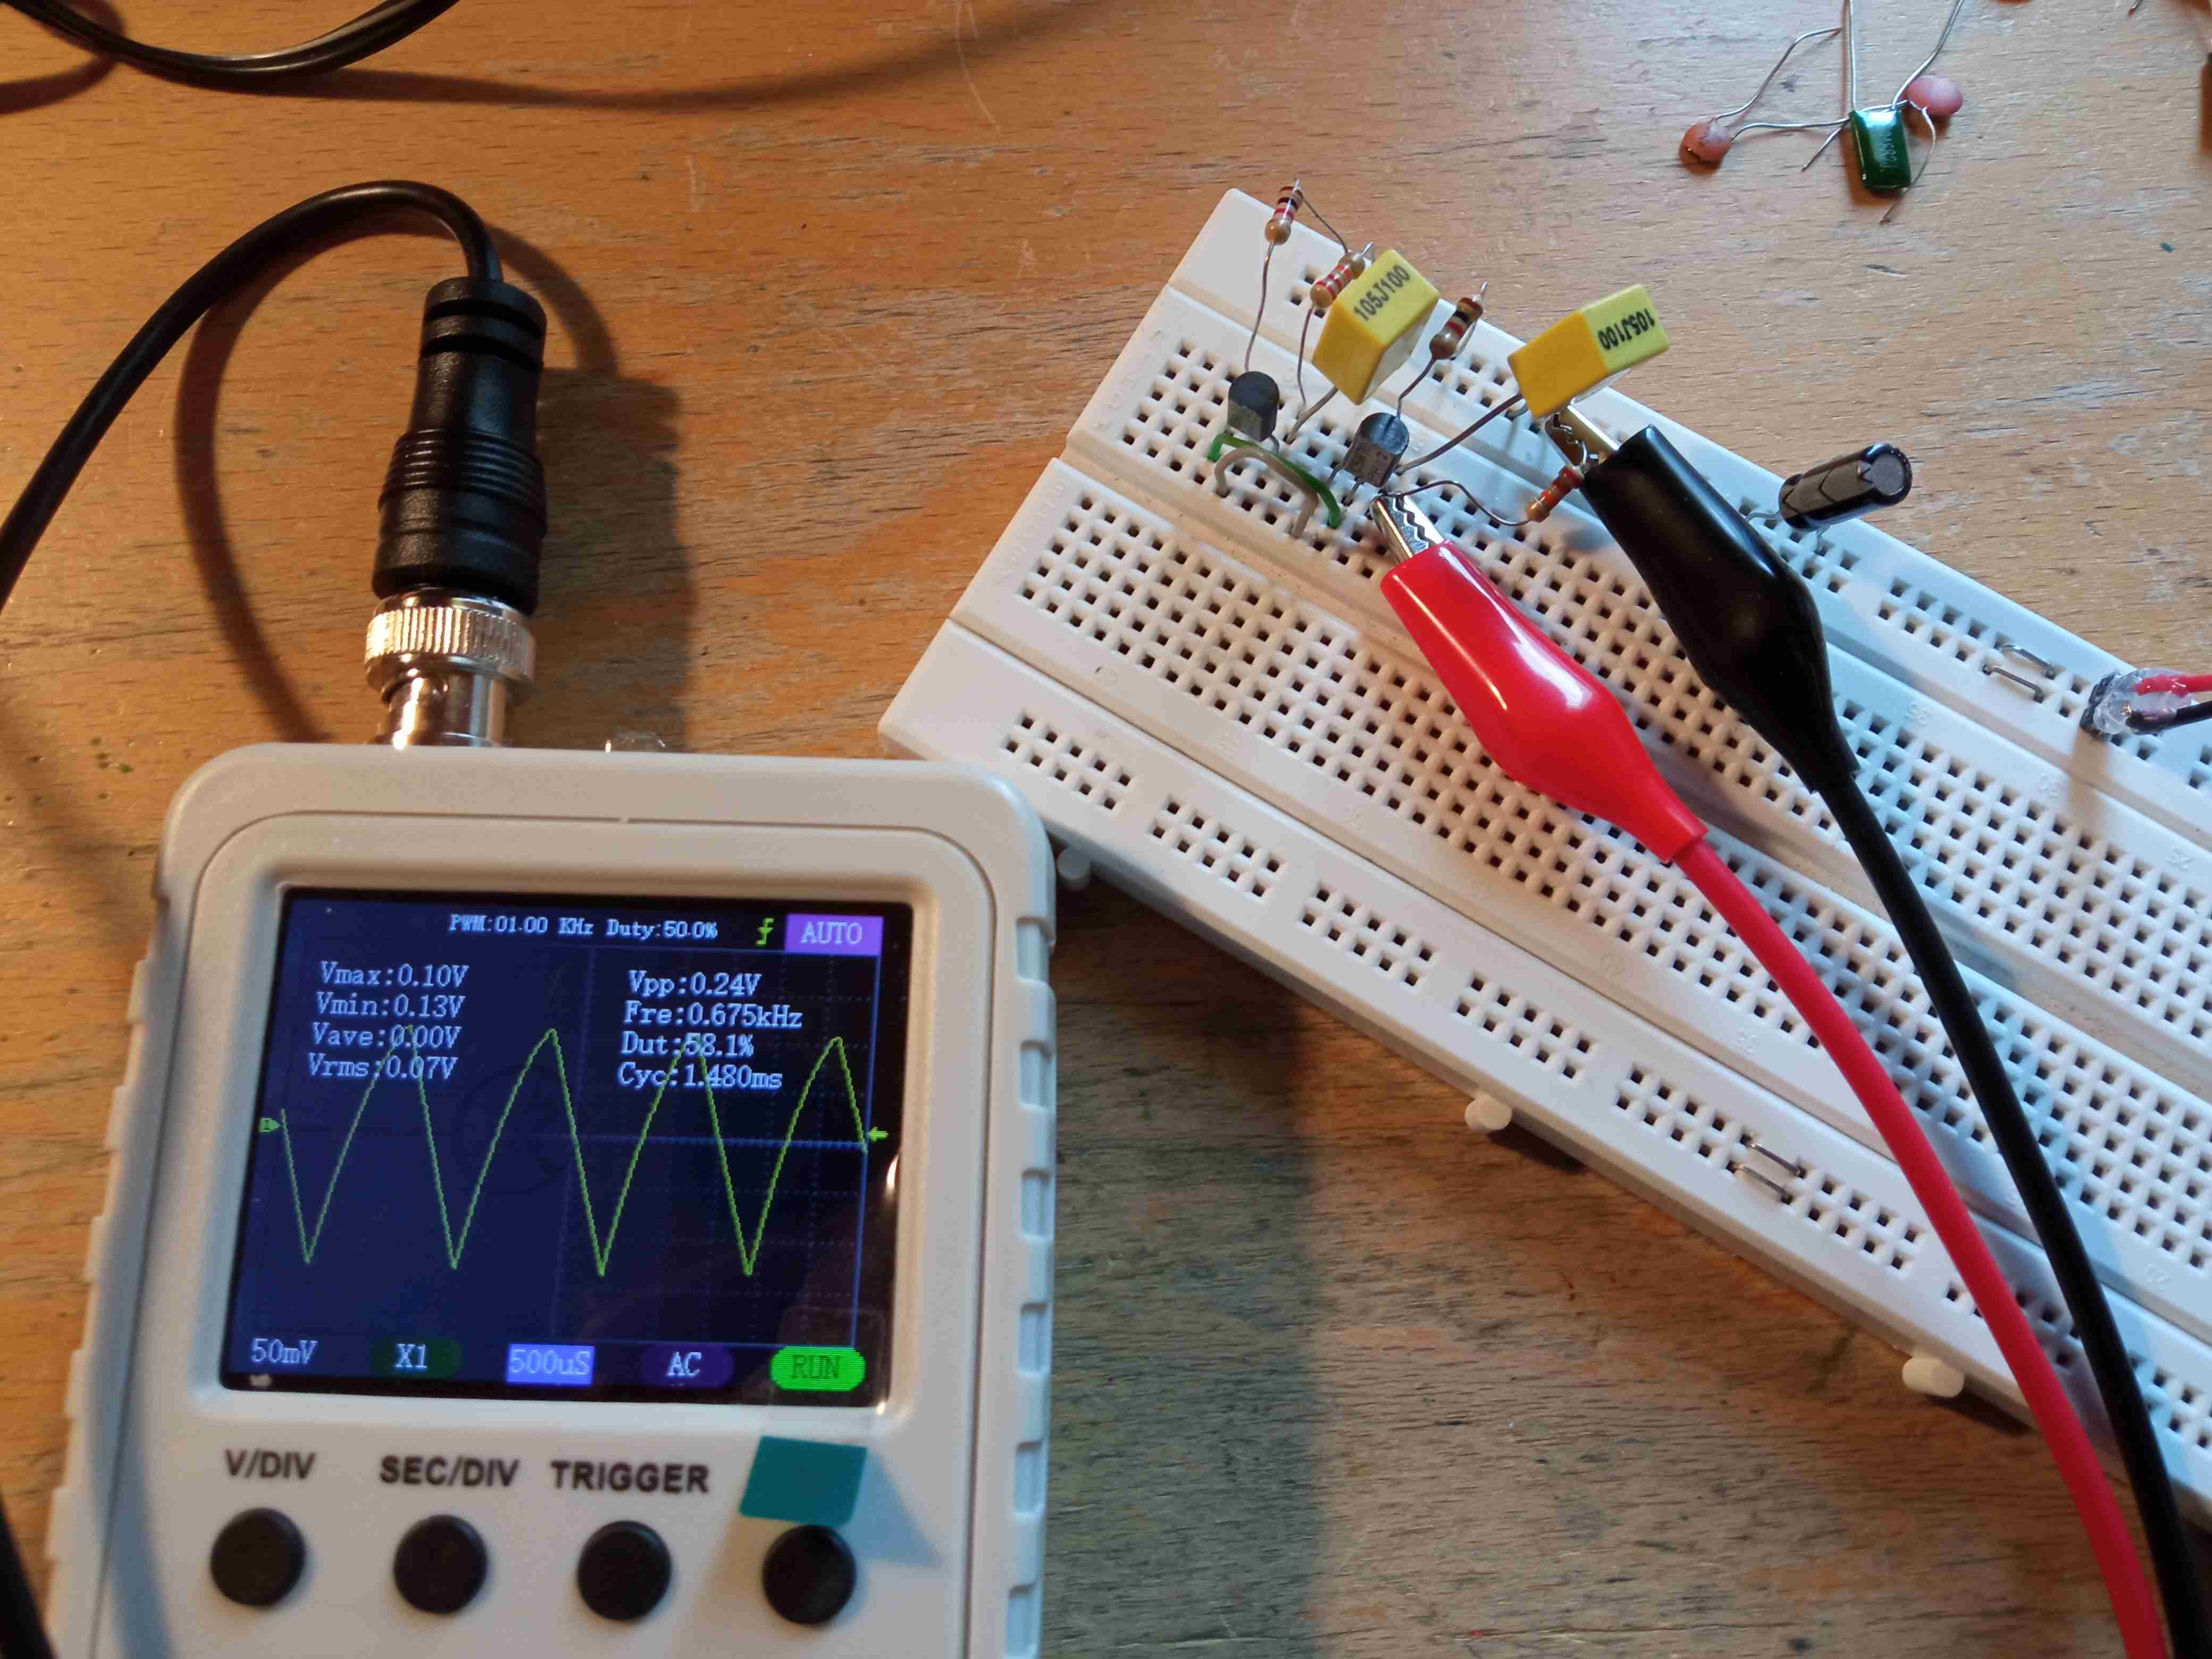 105J100
105J100
PWM:01.00 KHz Duty:50.0%
AUTO
Vmax:0.10V
Vpp:0.24V
Vmin:0.13V
Fre:0.675kHz
Vave:0.00V
Dut:58.1%
Vrms:0.07V
Cyc:1.480ms
50mV
X1
500uS
AC
RUN
V/DIV
SEC/DIV
TRIGGER